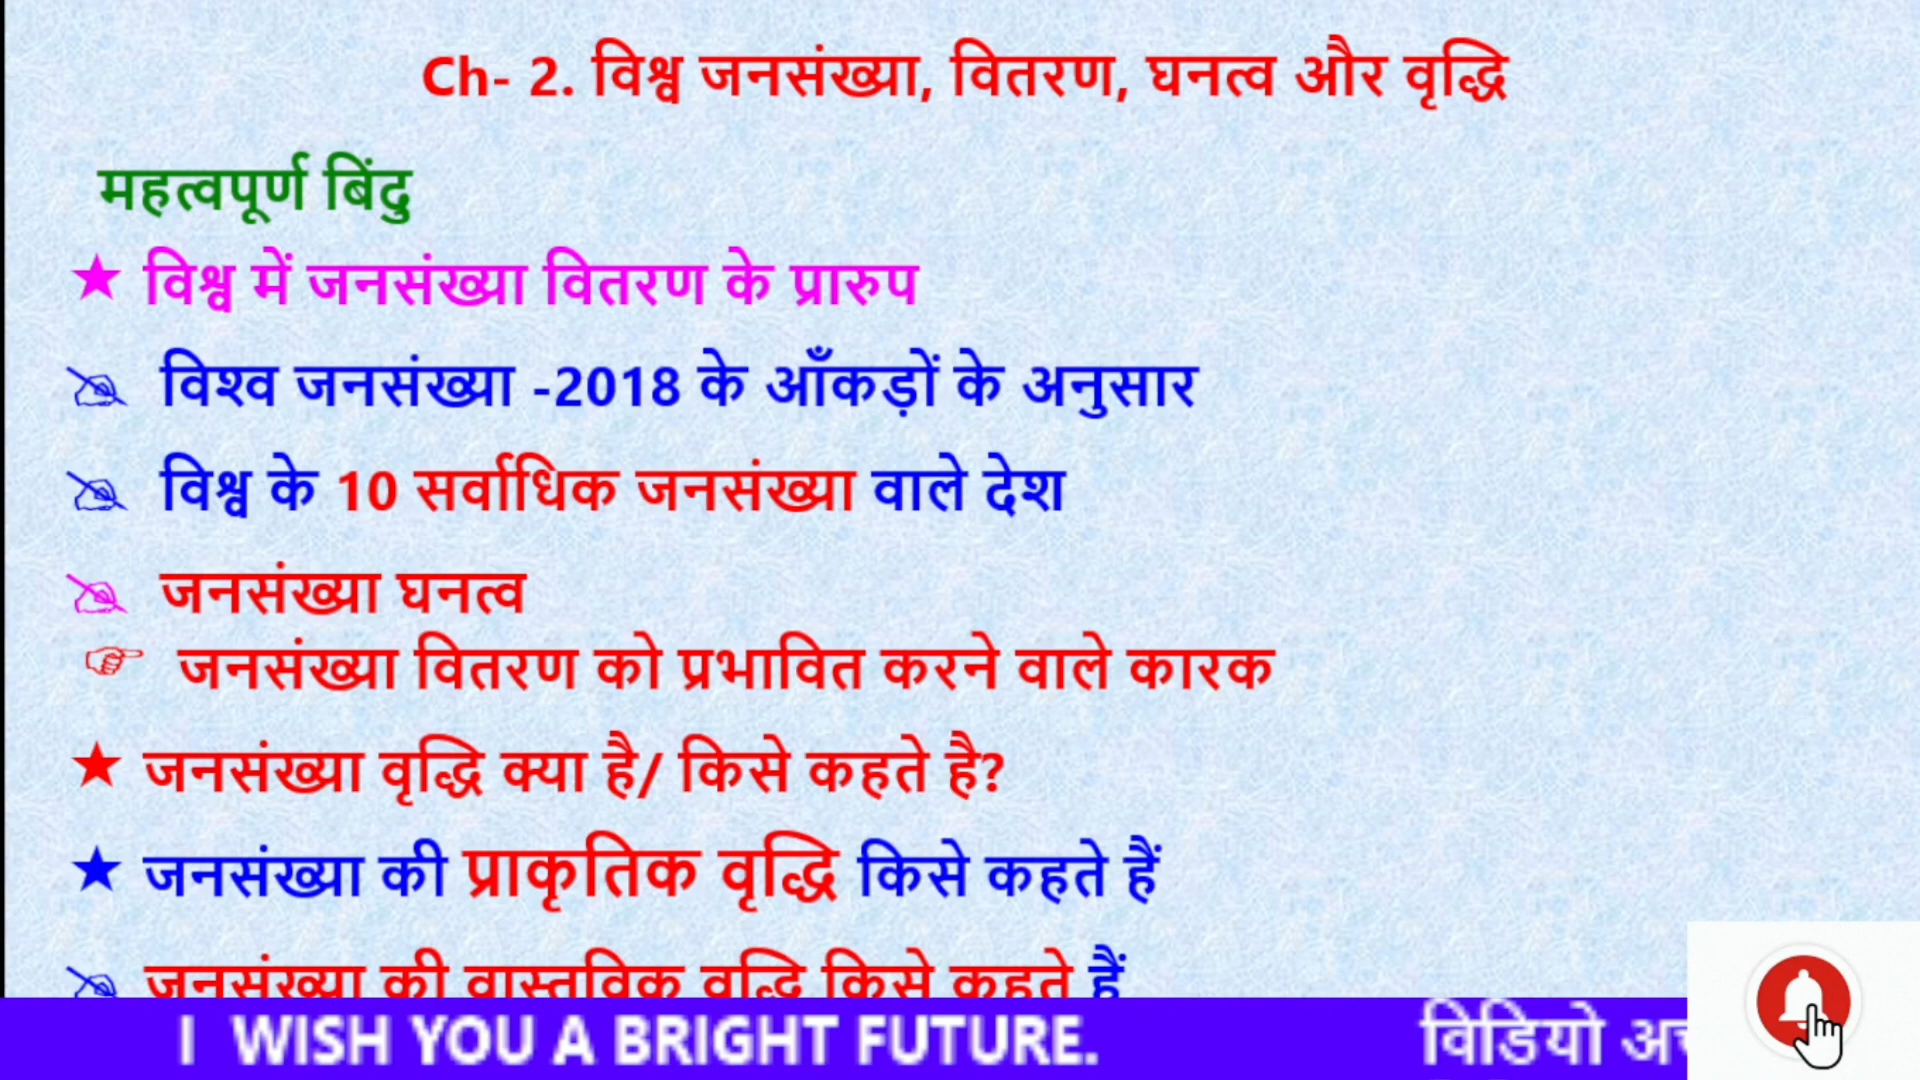 Ch- 2. विश्व जनसंख्या, वितरण, घनत्व और वृद्धि
महत्वपूर्ण बिंदु
★ विश्व में जनसंख्या वितरण के प्रारुप
विश्व जनसंख्या -2018 के आँकड़ों के अनुसार
विश्व के 10 सर्वाधिक जनसंख्या वाले देश
जनसंख्या घनत्व
जनसंख्या वितरण को प्रभावित करने वाले कारक
★ जनसंख्या वृद्धि क्या है/ किसे कहते है?
★ जनसंख्या की प्राकृतिक वृद्धि किसे कहते हैं
जनसंख्या की वास्तविक वृद्धि किसे कहते हैं
I WISH YOU A BRIGHT FUTURE. विडियो